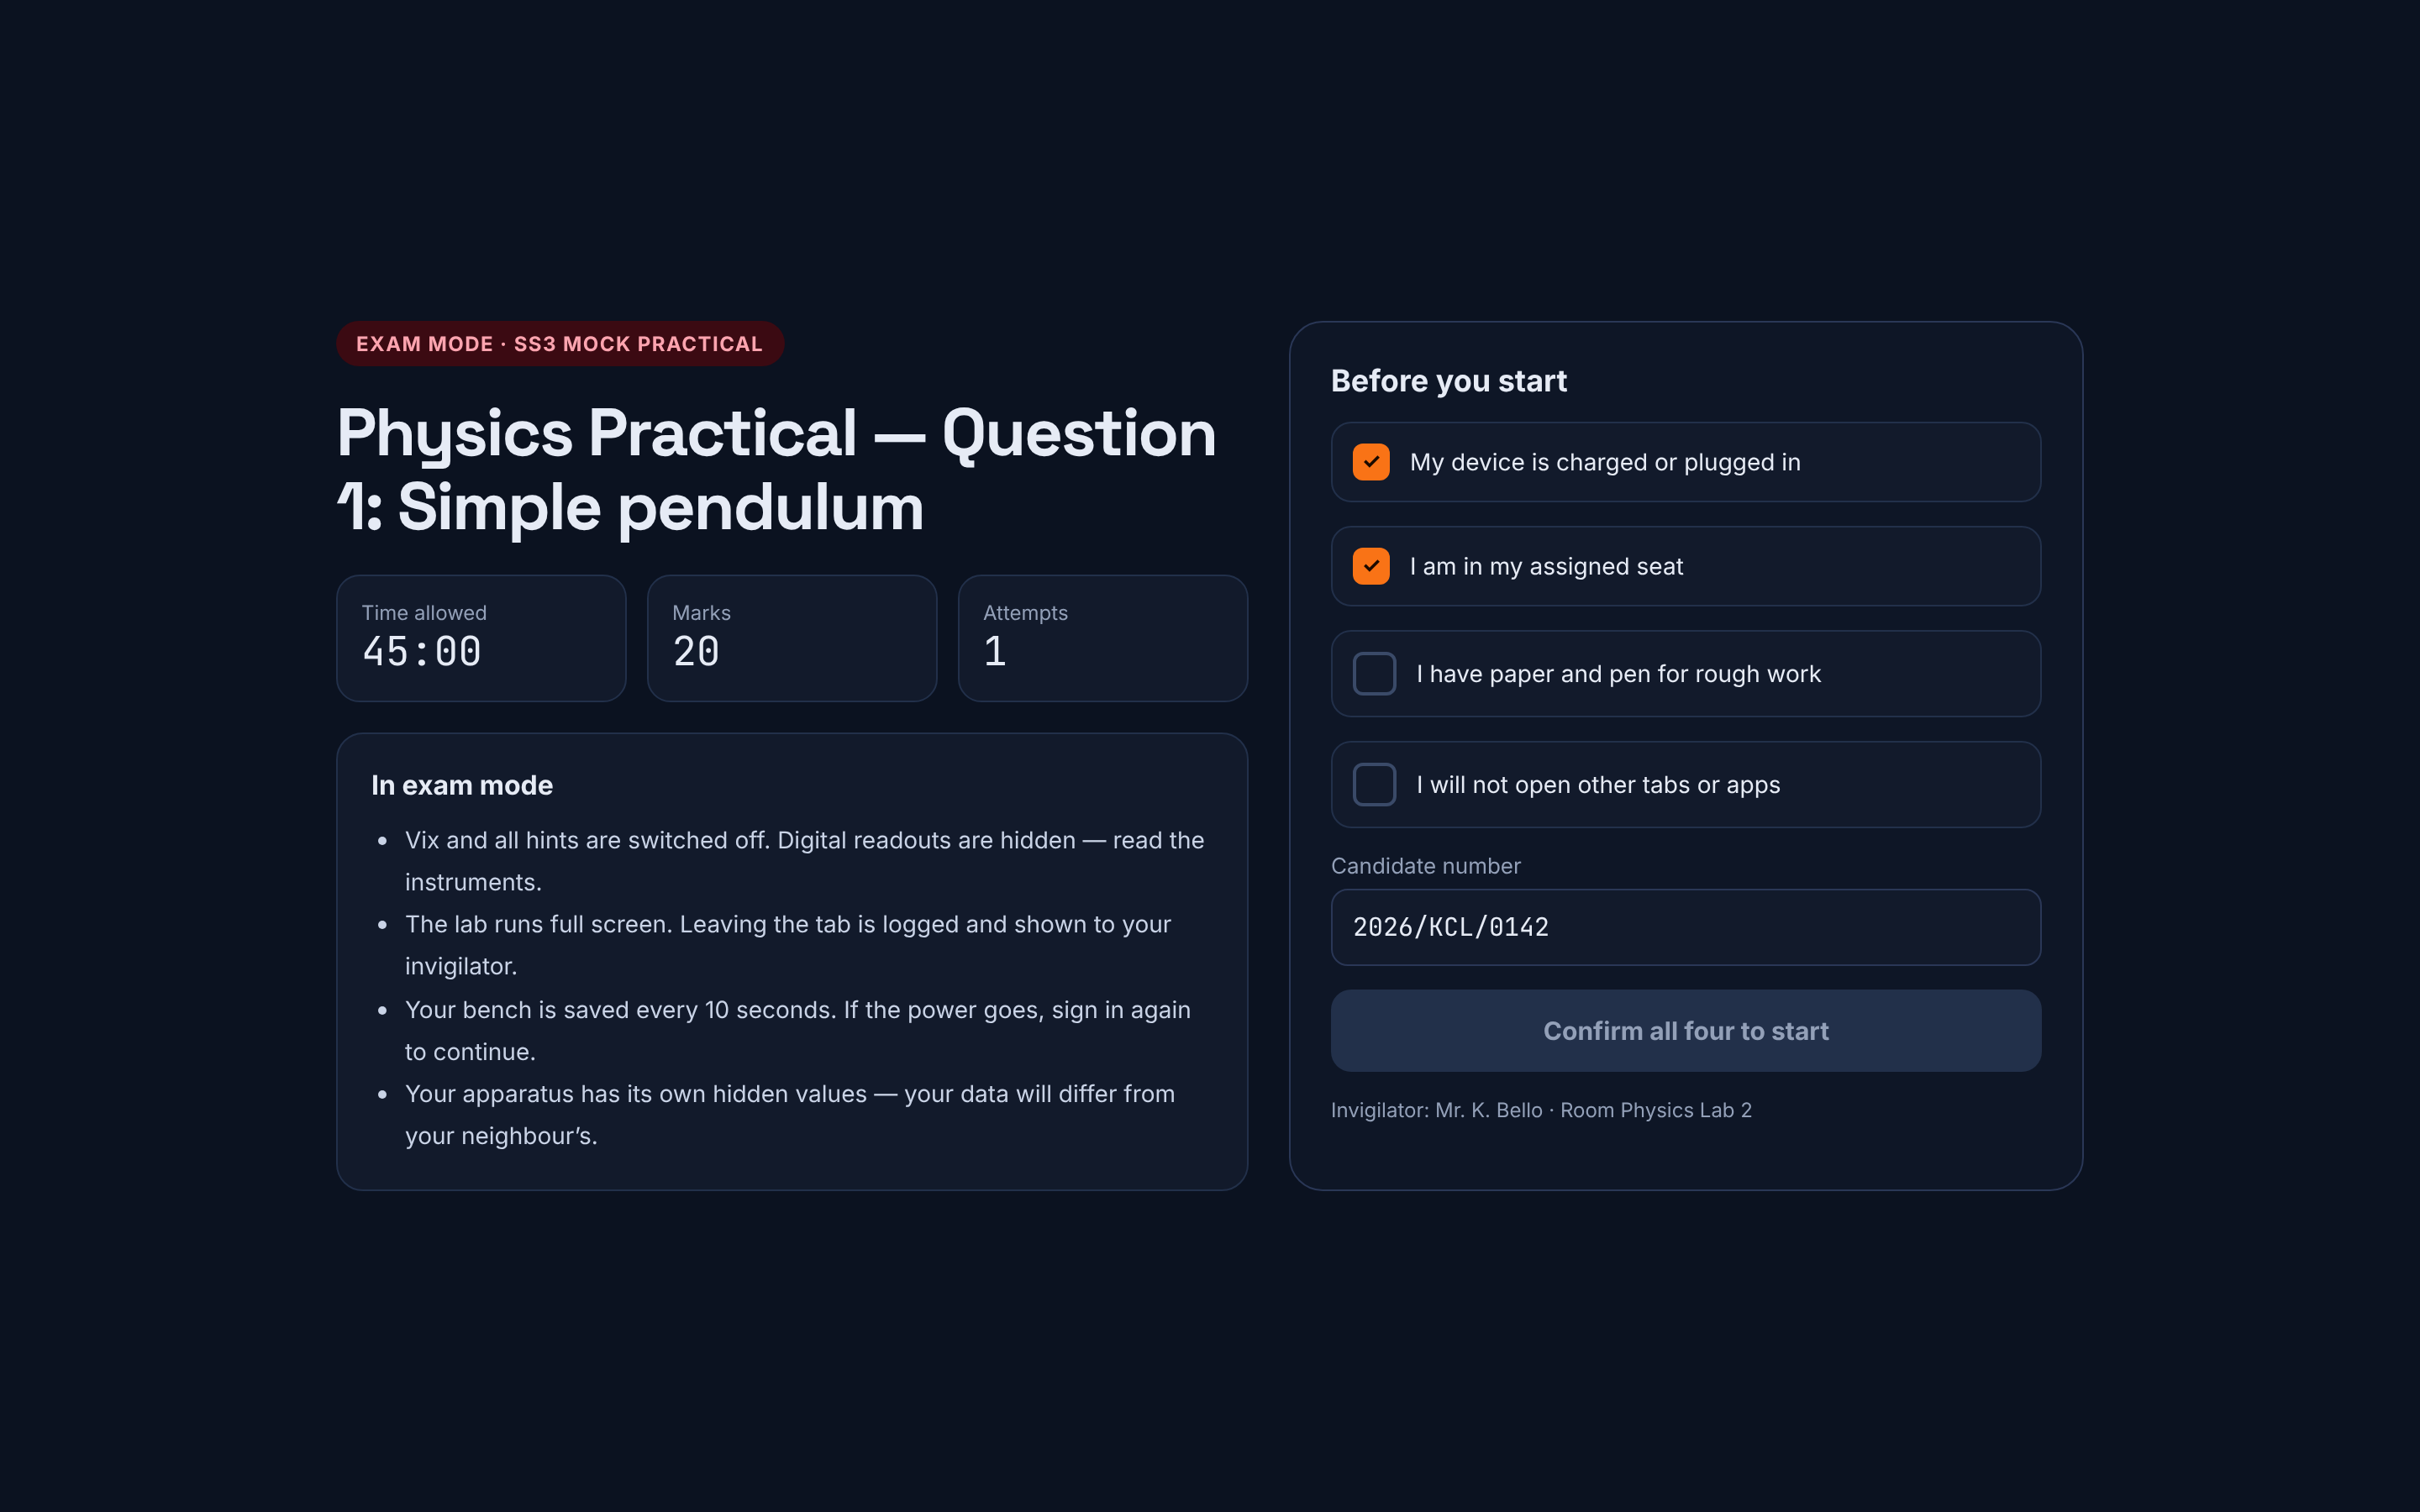 EXAM MODE · SS3 MOCK PRACTICAL
Physics Practical — Question
1: Simple pendulum
Time allowed
45:00
Marks
20
Attempts
1
In exam mode
• Vix and all hints are switched off. Digital readouts are hidden — read the
instruments.
• The lab runs full screen. Leaving the tab is logged and shown to your
invigilator.
• Your bench is saved every 10 seconds. If the power goes, sign in again
to continue.
• Your apparatus has its own hidden values — your data will differ from
your neighbour’s.
Before you start
My device is charged or plugged in
I am in my assigned seat
I have paper and pen for rough work
I will not open other tabs or apps
Candidate number
2026/KCL/0142
Confirm all four to start
Invigilator: Mr. K. Bello · Room Physics Lab 2